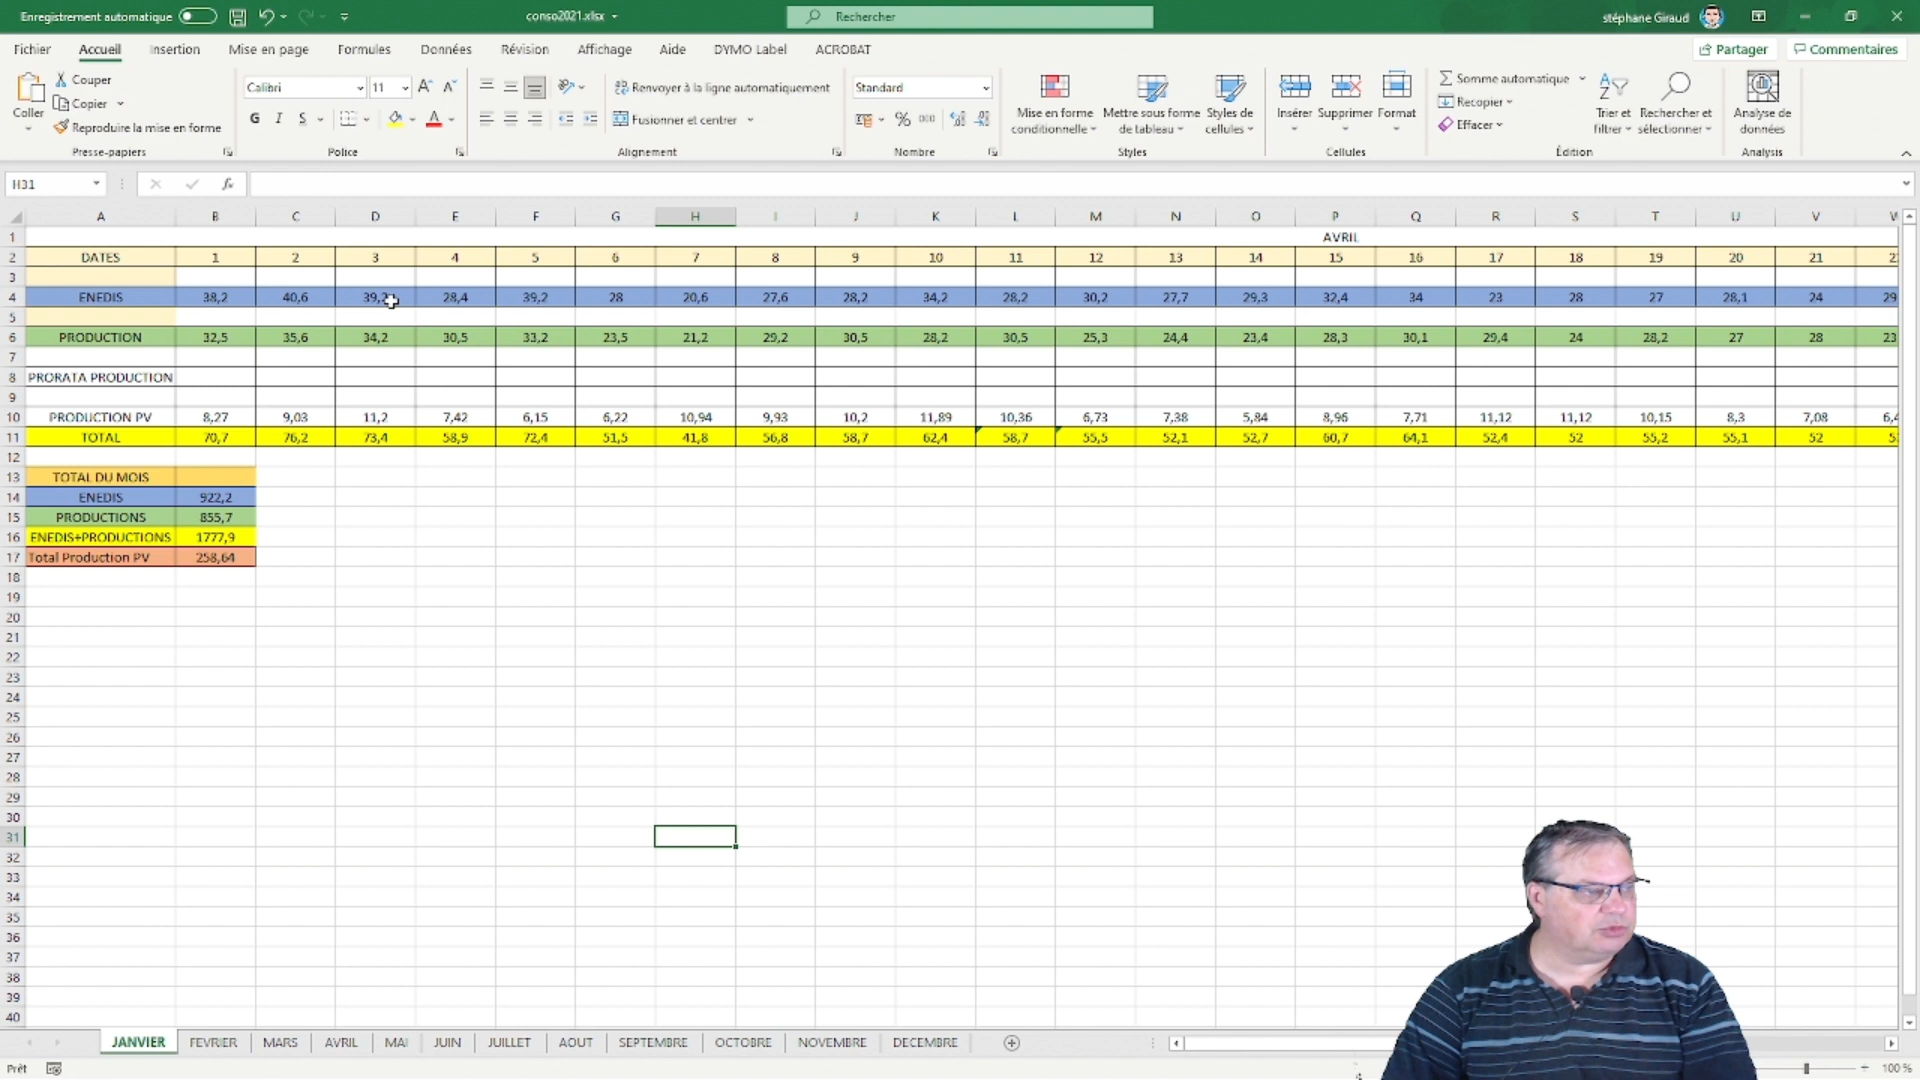 Enregistrement automatique
conso2021.xlsx
Rechercher
stéphane Giraud
Fichier Accueil Insertion Mise en page Formules Données Révision Affichage Aide DYMO Label ACROBAT
Partager Commentaires
Coller
Couper
Copier
Reproduire la mise en forme
Presse-papiers
Calibri 11
G I S
Police
Renvoyer à la ligne automatiquement
Fusionner et centrer
Alignement
Standard
% 000
Nombre
Mise en forme conditionnelle
Mettre sous forme de tableau
Styles de cellules
Styles
Insérer Supprimer Format
Cellules
Somme automatique
Recopier
Effacer
Trier et filtrer
Rechercher et sélectionner
Édition
Analyse de données
Analysis
H31 fx
A B C D E F G H I J K L M N O P Q R S T U V W
1 AVRIL
2 DATES 1 2 3 4 5 6 7 8 9 10 11 12 13 14 15 16 17 18 19 20 21
3
4 ENEDIS 38,2 40,6 39,2 28,4 39,2 28 20,6 27,6 28,2 34,2 28,2 30,2 27,7 29,3 32,4 34 23 28 27 28,1 24 29
5
6 PRODUCTION 32,5 35,6 34,2 30,5 33,2 23,5 21,2 29,2 30,5 28,2 30,5 25,3 24,4 23,4 28,3 30,1 29,4 24 28,2 27 28 23
7
8 PRORATA PRODUCTION
9
10 PRODUCTION PV 8,27 9,03 11,2 7,42 6,15 6,22 10,94 9,93 10,2 11,89 10,36 6,73 7,38 5,84 8,96 7,71 11,12 11,12 10,15 8,3 7,08 6,4
11 TOTAL 70,7 76,2 73,4 58,9 72,4 51,5 41,8 56,8 58,7 62,4 58,7 55,5 52,1 52,7 60,7 64,1 52,4 52 55,2 55,1 52
12
13 TOTAL DU MOIS
14 ENEDIS 922,2
15 PRODUCTIONS 855,7
16 ENEDIS+PRODUCTIONS 1777,9
17 Total Production PV 258,64
18
19
20
21
22
23
24
25
26
27
28
29
30
31
32
33
34
35
36
37
38
39
40
JANVIER FEVRIER MARS AVRIL MAI JUIN JUILLET AOUT SEPTEMBRE OCTOBRE NOVEMBRE DECEMBRE
Prêt
100 %